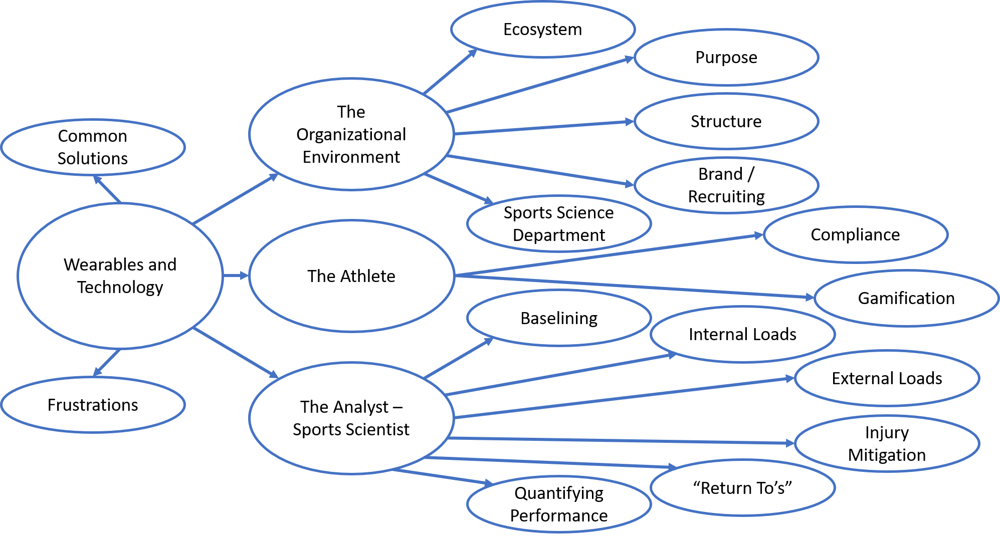 Ecosystem
Purpose
The
Organizational
Environment
Structure
Common
Solutions
Brand /
Recruiting
Sports Science
Department
Compliance
Wearables and
Technology
The Athlete
Gamification
Baselining
Internal Loads
External Loads
Frustrations
The Analyst –
Sports Scientist
Injury
Mitigation
“Return To’s”
Quantifying
Performance